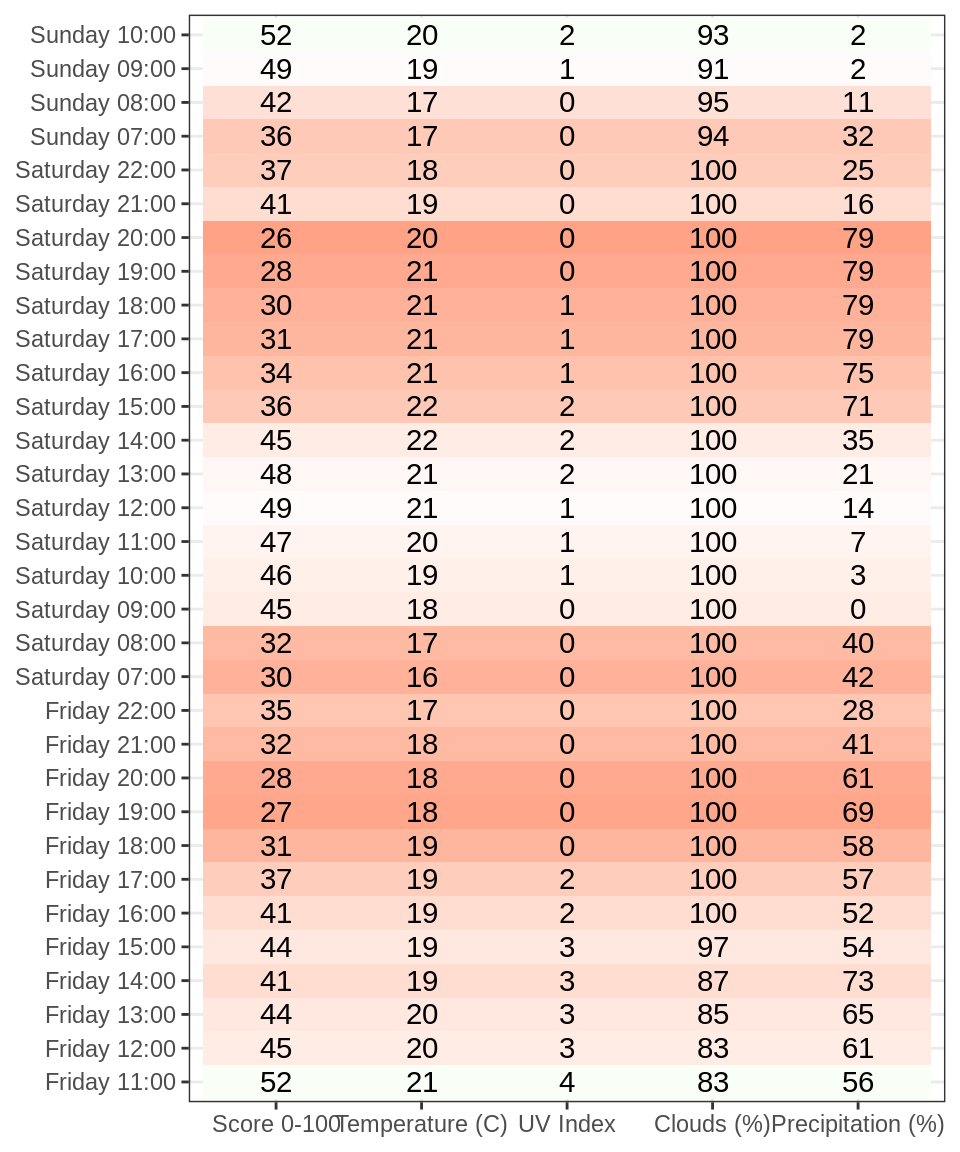 Sunday 10:00 52 20 2 93 2
Sunday 09:00 49 19 1 91 2
Sunday 08:00 42 17 0 95 11
Sunday 07:00 36 17 0 94 32
Saturday 22:00 37 18 0 100 25
Saturday 21:00 41 19 0 100 16
Saturday 20:00 26 20 0 100 79
Saturday 19:00 28 21 0 100 79
Saturday 18:00 30 21 1 100 79
Saturday 17:00 31 21 1 100 79
Saturday 16:00 34 21 1 100 75
Saturday 15:00 36 22 2 100 71
Saturday 14:00 45 22 2 100 35
Saturday 13:00 48 21 2 100 21
Saturday 12:00 49 21 1 100 14
Saturday 11:00 47 20 1 100 7
Saturday 10:00 46 19 1 100 3
Saturday 09:00 45 18 0 100 0
Saturday 08:00 32 17 0 100 40
Saturday 07:00 30 16 0 100 42
Friday 22:00 35 17 0 100 28
Friday 21:00 32 18 0 100 41
Friday 20:00 28 18 0 100 61
Friday 19:00 27 18 0 100 69
Friday 18:00 31 19 0 100 58
Friday 17:00 37 19 2 100 57
Friday 16:00 41 19 2 100 52
Friday 15:00 44 19 3 97 54
Friday 14:00 41 19 3 87 73
Friday 13:00 44 20 3 85 65
Friday 12:00 45 20 3 83 61
Friday 11:00 52 21 4 83 56
Score 0-100 Temperature (C) UV Index Clouds (%) Precipitation (%)